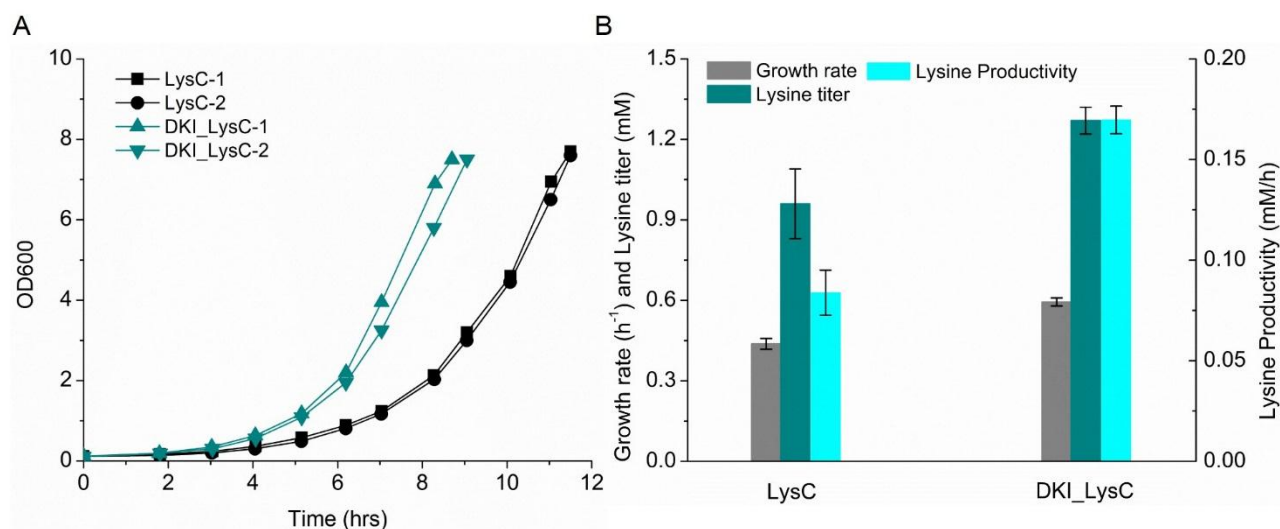 A
OD600
10
8
6
4
2
0
LysC-1
LysC-2
DKI_LysC-1
DKI_LysC-2
0 2 4 6 8 10 12
Time (hrs)
B
Growth rate (h⁻¹) and Lysine titer (mM)
1.5
1.2
0.9
0.6
0.3
0.0
Growth rate
Lysine titer
Lysine Productivity
0.20
0.15
0.10
0.05
0.00
Lysine Productivity (mM/h)
LysC DKI_LysC